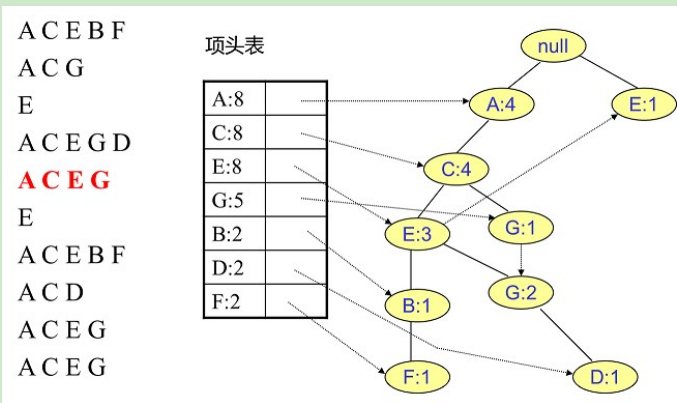 A C E B F
A C G
E
A C E G D
A C E G
E
A C E B F
A C D
A C E G
A C E G
项头表
A:8
C:8
E:8
G:5
B:2
D:2
F:2
null
A:4
E:1
C:4
E:3
G:1
B:1
G:2
F:1
D:1